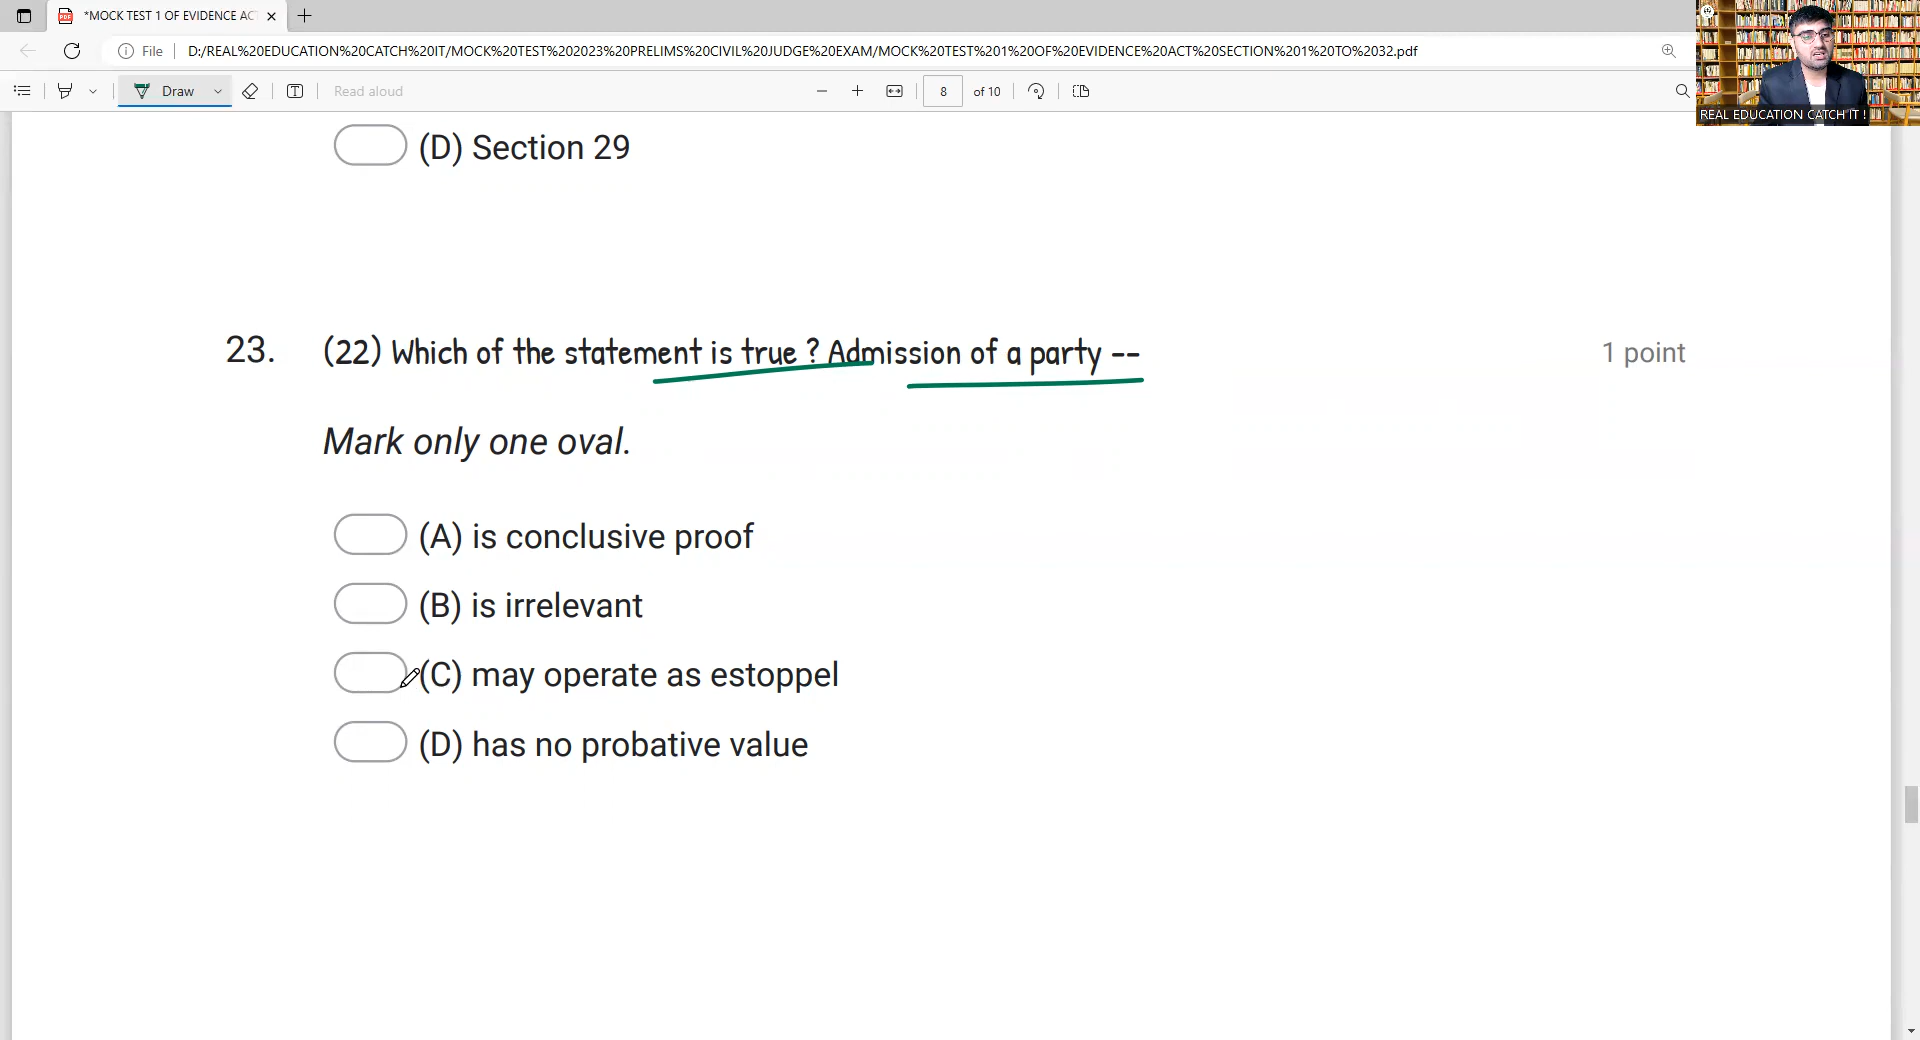 *MOCK TEST 1 OF EVIDENCE AC
File
D:/REAL%20EDUCATION%20CATCH%20IT/MOCK%20TEST%202023%20PRELIMS%20CIVIL%20JUDGE%20EXAM/MOCK%20TEST%201%20OF%20EVIDENCE%20ACT%20SECTION%201%20TO%2032.pdf
Draw
Read aloud
8 of 10
REAL EDUCATION CATCH IT !
(D) Section 29
23. (22) Which of the statement is true ? Admission of a party -- 1 point
Mark only one oval.
(A) is conclusive proof
(B) is irrelevant
(C) may operate as estoppel
(D) has no probative value